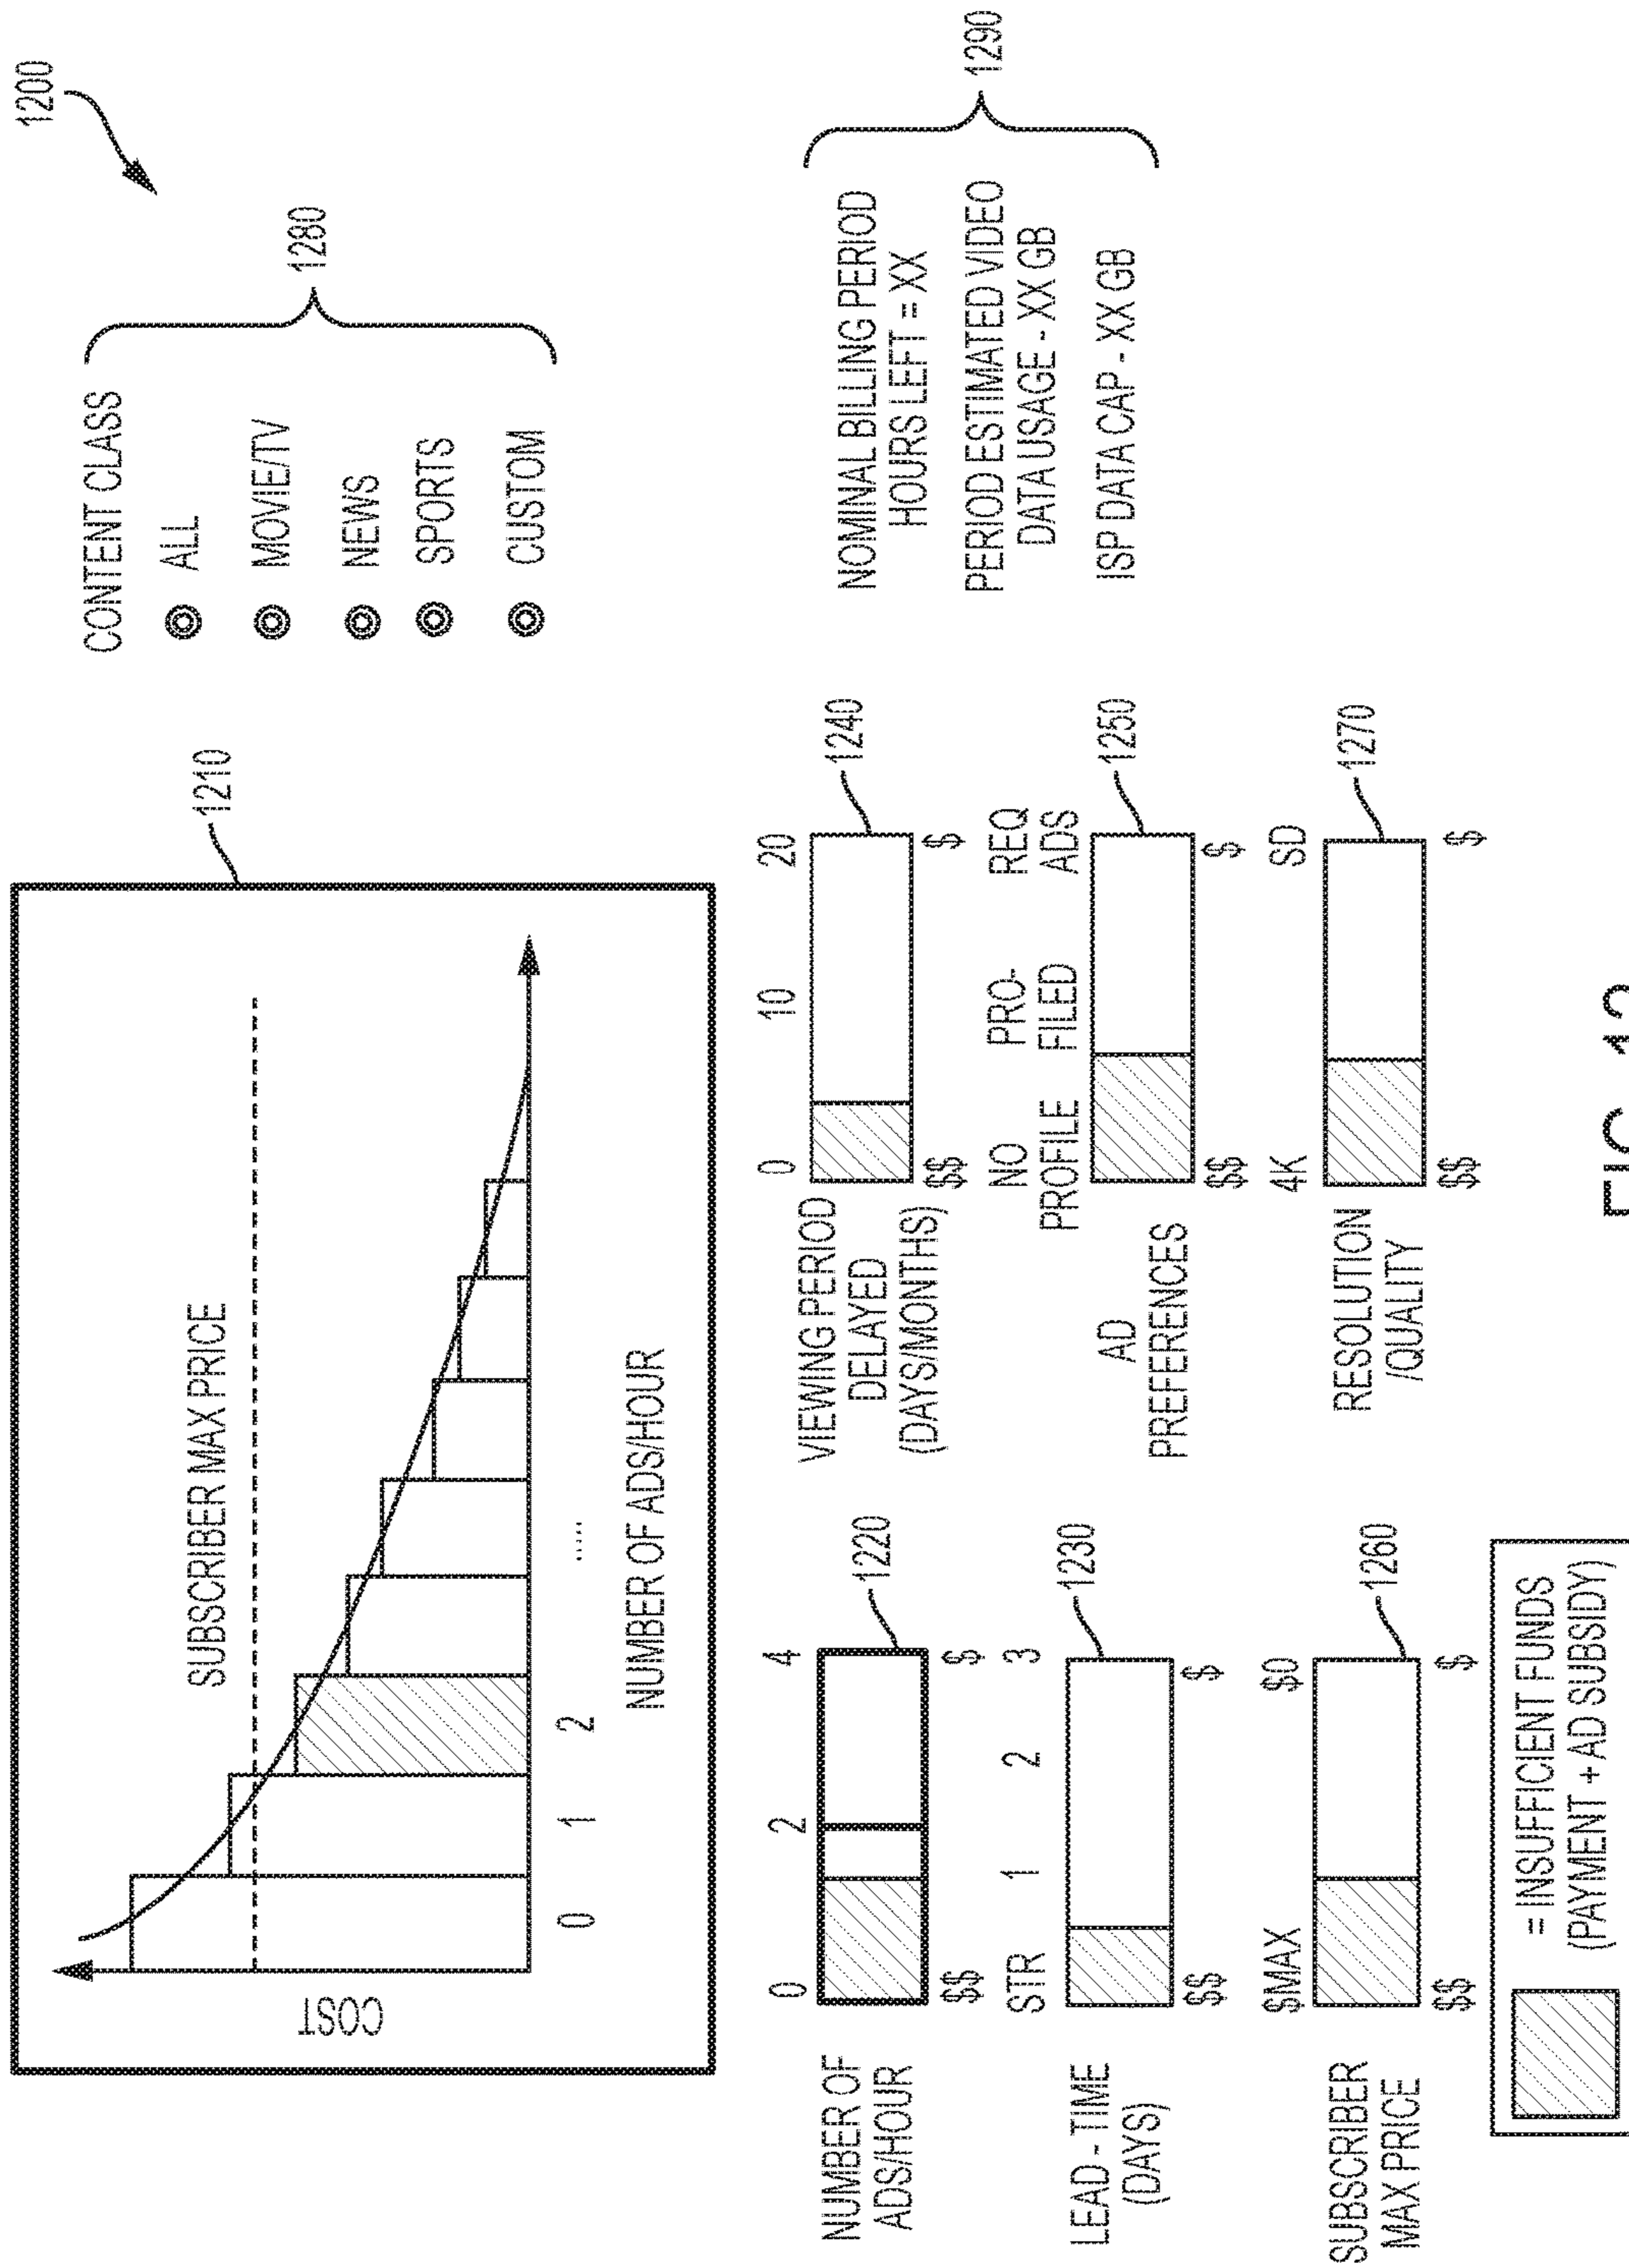 1200
1210
COST
SUBSCRIBER MAX PRICE
0 1 2 .....
NUMBER OF ADS/HOUR
CONTENT CLASS
ALL
MOVIE/TV
NEWS
SPORTS
CUSTOM
1280
NUMBER OF
ADS/HOUR
0 2 4
$$ $
1220
LEAD - TIME
(DAYS)
STR 1 2 3
$$ $
1230
SUBSCRIBER
MAX PRICE
$MAX $0
$$ $
1260
VIEWING PERIOD
DELAYED
(DAYS/MONTHS)
0 10 20
$$ $
1240
AD
PREFERENCES
NO
PROFILE
PRO-
FILED
REQ
ADS
$$ $
1250
RESOLUTION
/QUALITY
4K SD
$$ $
1270
NOMINAL BILLING PERIOD
HOURS LEFT = XX
PERIOD ESTIMATED VIDEO
DATA USAGE - XX GB
ISP DATA CAP - XX GB
1290
= INSUFFICIENT FUNDS
(PAYMENT + AD SUBSIDY)